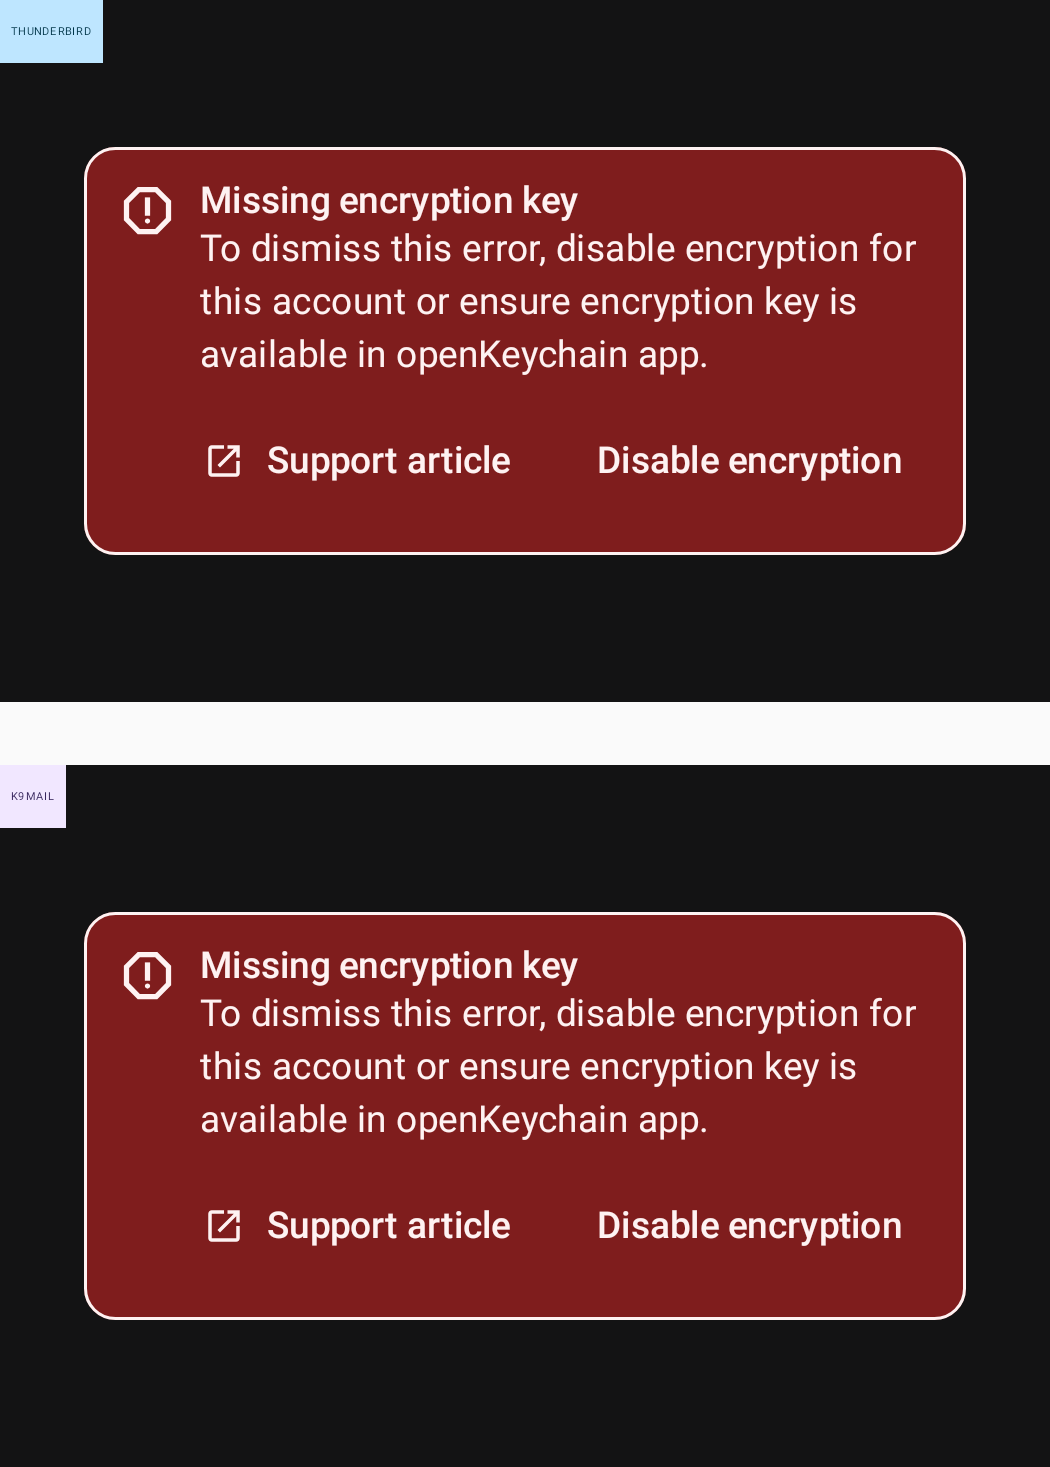 THUNDERBIRD
Missing encryption key
To dismiss this error, disable encryption for
this account or ensure encryption key is
available in openKeychain app.
Support article Disable encryption
K9MAIL
Missing encryption key
To dismiss this error, disable encryption for
this account or ensure encryption key is
available in openKeychain app.
Support article Disable encryption